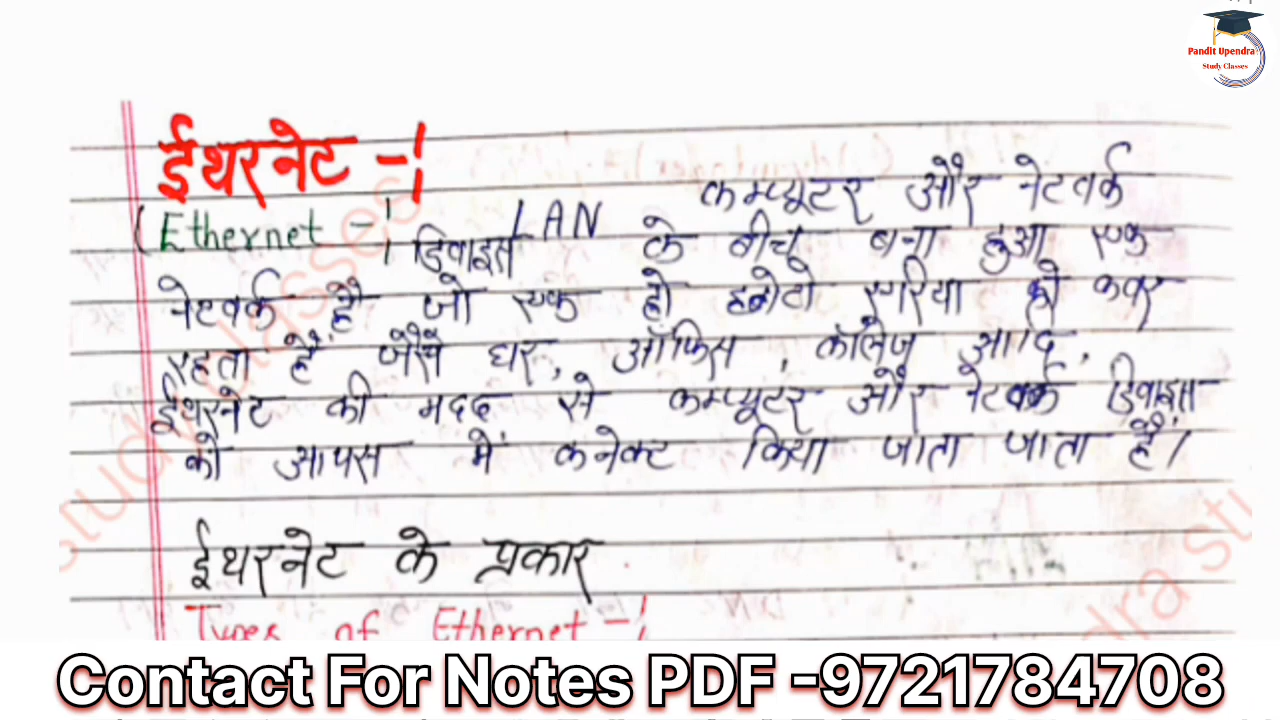 Pandit Upendra
Study Classes
ईथरनेट -!
(Ethernet -! LAN कम्प्यूटर और नेटवर्क
डिवाइस के बीच बना हुआ एक
नेटवर्क है जो एक ही छोटो एरिया को कवर
रहता है जैसे घर, ऑफिस, कॉलेज आदि,
ईथरनेट की मदद से कम्प्यूटर और नेटवर्क डिवाइस
को आपस में कनेक्ट किया जाता जाता है।
ईथरनेट के प्रकार
Types of Ethernet -!
Contact For Notes PDF -9721784708